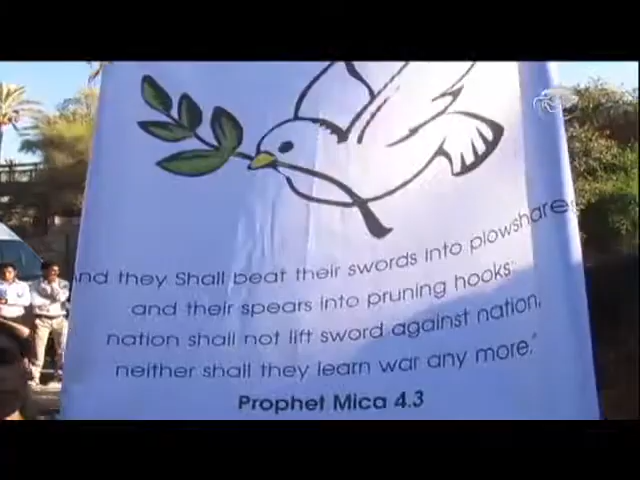 nd they Shall beat their swords into plowshare
and their spears into pruning hooks"
nation shall not lift sword against nation,
neither shall they learn war any more."
Prophet Mica 4.3